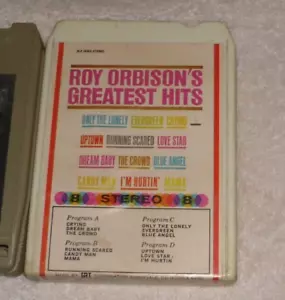 ROY ORBISON'S
GREATEST HITS
ONLY THE LONELY EVERGREEN CRYING
UPTOWN RUNNING SCARED LOVE STAR
DREAM BABY THE CROWD BLUE ANGEL
CANDY MAN I'M HURTIN' MAMA
8 STEREO 8
Program A
CRYING
DREAM BABY
THE CROWD
Program C
ONLY THE LONELY
EVERGREEN
BLUE ANGEL
Program B
RUNNING SCARED
CANDY MAN
MAMA
Program D
UPTOWN
LOVE STAR
I'M HURTIN'